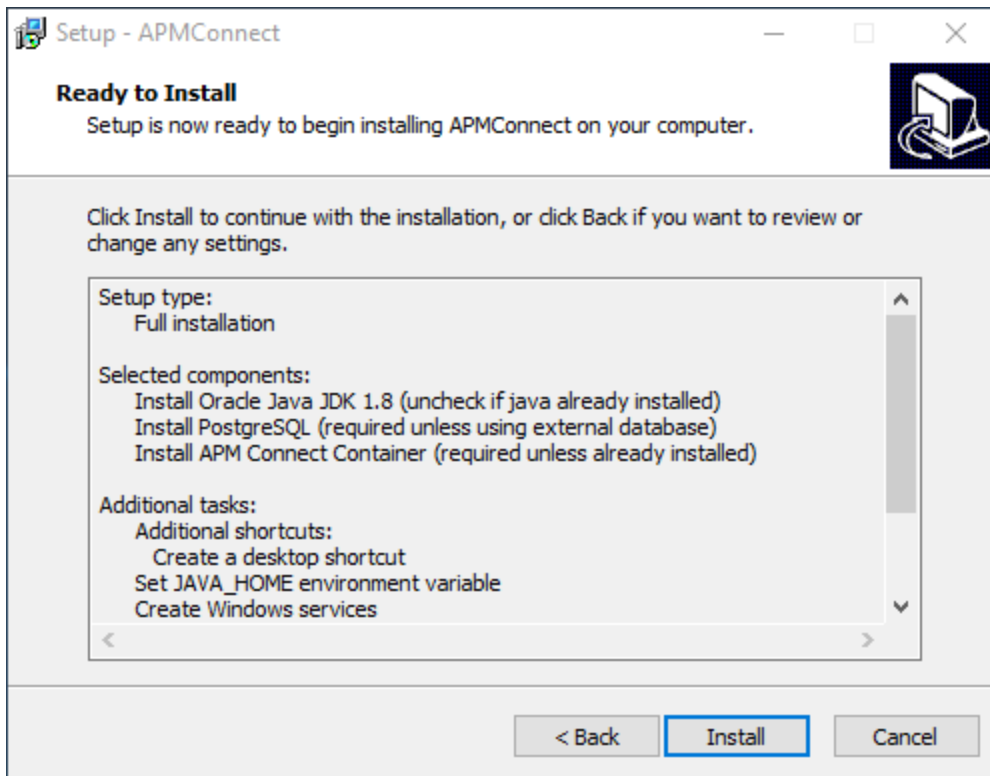 Setup - APMConnect
Ready to Install
Setup is now ready to begin installing APMConnect on your computer.
Click Install to continue with the installation, or click Back if you want to review or
change any settings.
Setup type:
Full installation
Selected components:
Install Oracle Java JDK 1.8 (uncheck if java already installed)
Install PostgreSQL (required unless using external database)
Install APM Connect Container (required unless already installed)
Additional tasks:
Additional shortcuts:
Create a desktop shortcut
Set JAVA_HOME environment variable
Create Windows services
< Back
Install
Cancel